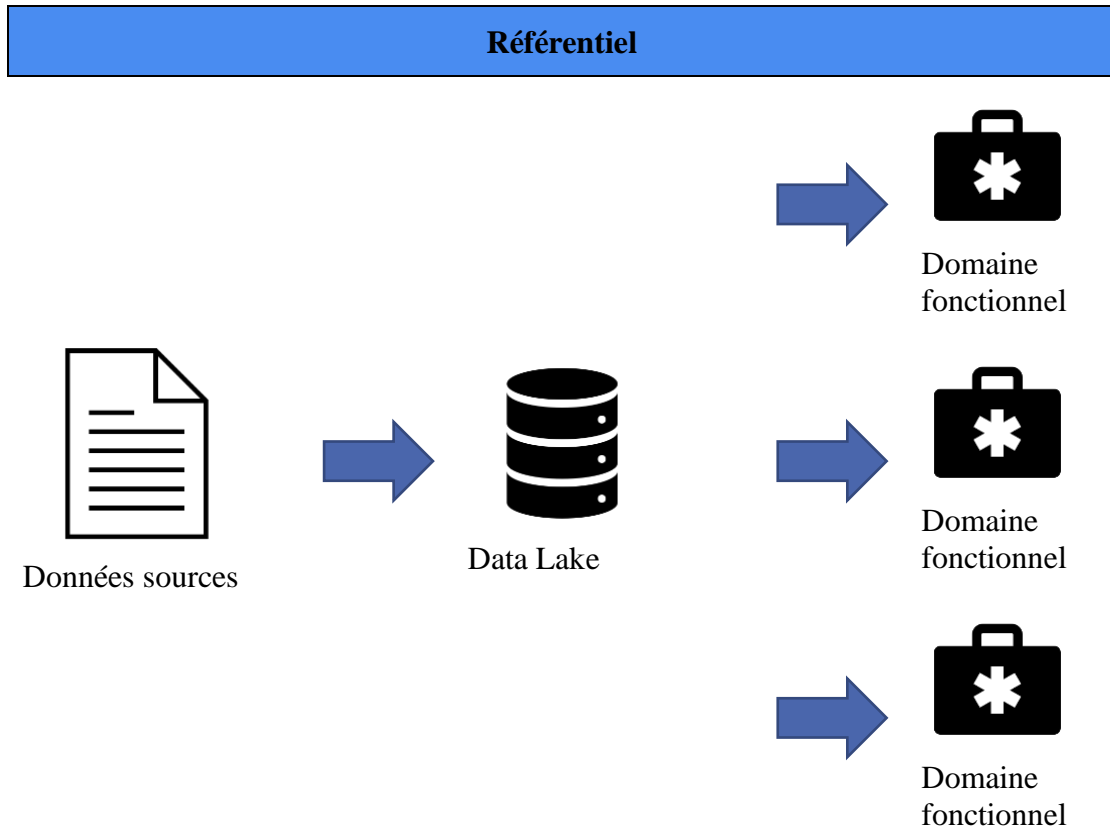 Référentiel
Domaine
fonctionnel
Données sources
Data Lake
Domaine
fonctionnel
Domaine
fonctionnel